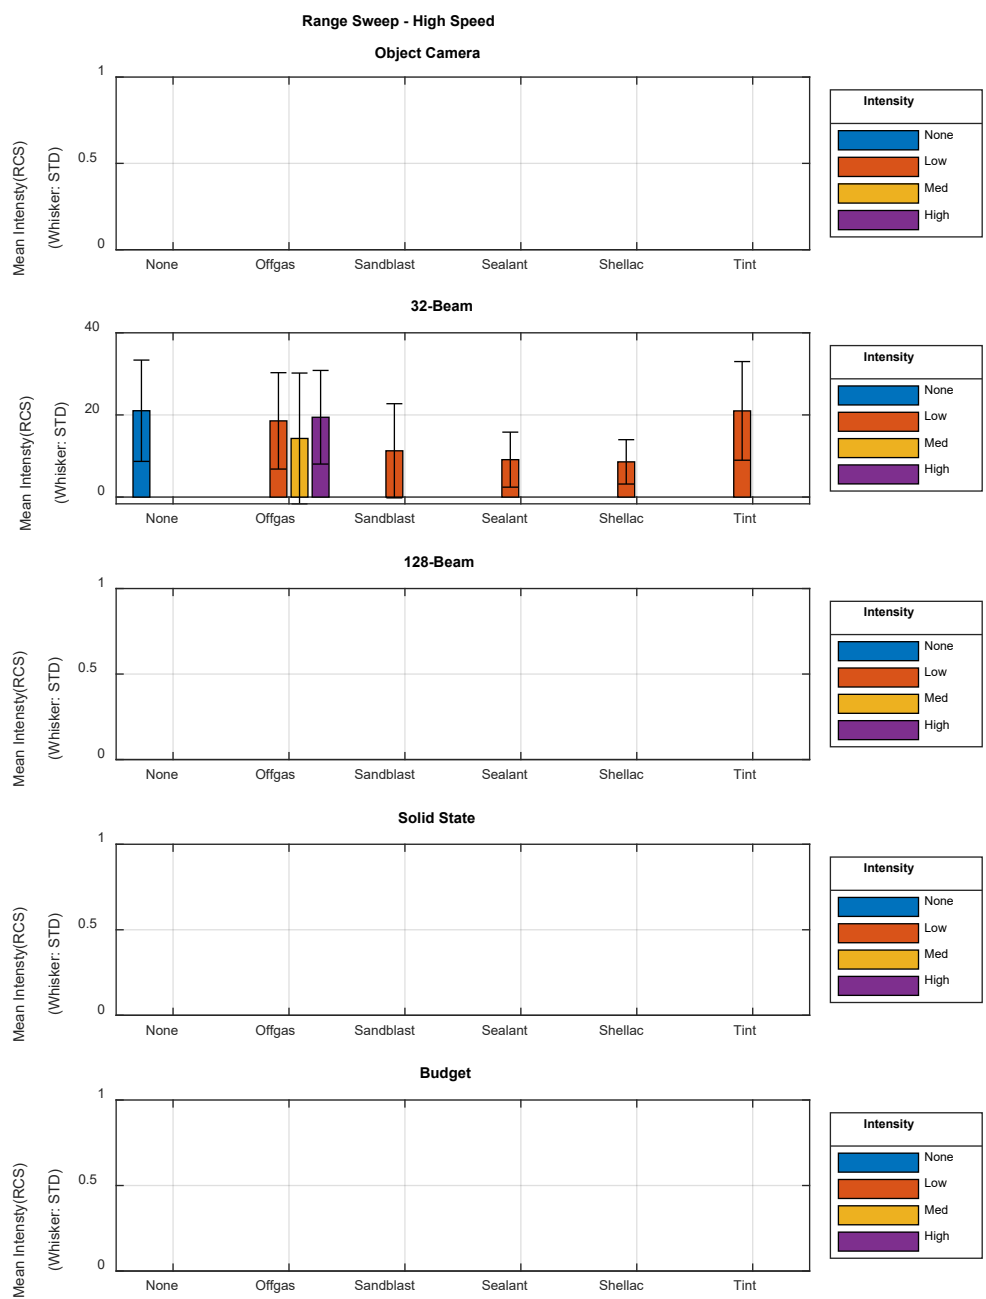 Range Sweep - High Speed
Object Camera
Mean Intensty(RCS)
(Whisker: STD)
1
0.5
0
None Offgas Sandblast Sealant Shellac Tint
Intensity
None
Low
Med
High
32-Beam
Mean Intensty(RCS)
(Whisker: STD)
40
20
0
None Offgas Sandblast Sealant Shellac Tint
Intensity
None
Low
Med
High
128-Beam
Mean Intensty(RCS)
(Whisker: STD)
1
0.5
0
None Offgas Sandblast Sealant Shellac Tint
Intensity
None
Low
Med
High
Solid State
Mean Intensty(RCS)
(Whisker: STD)
1
0.5
0
None Offgas Sandblast Sealant Shellac Tint
Intensity
None
Low
Med
High
Budget
Mean Intensty(RCS)
(Whisker: STD)
1
0.5
0
None Offgas Sandblast Sealant Shellac Tint
Intensity
None
Low
Med
High